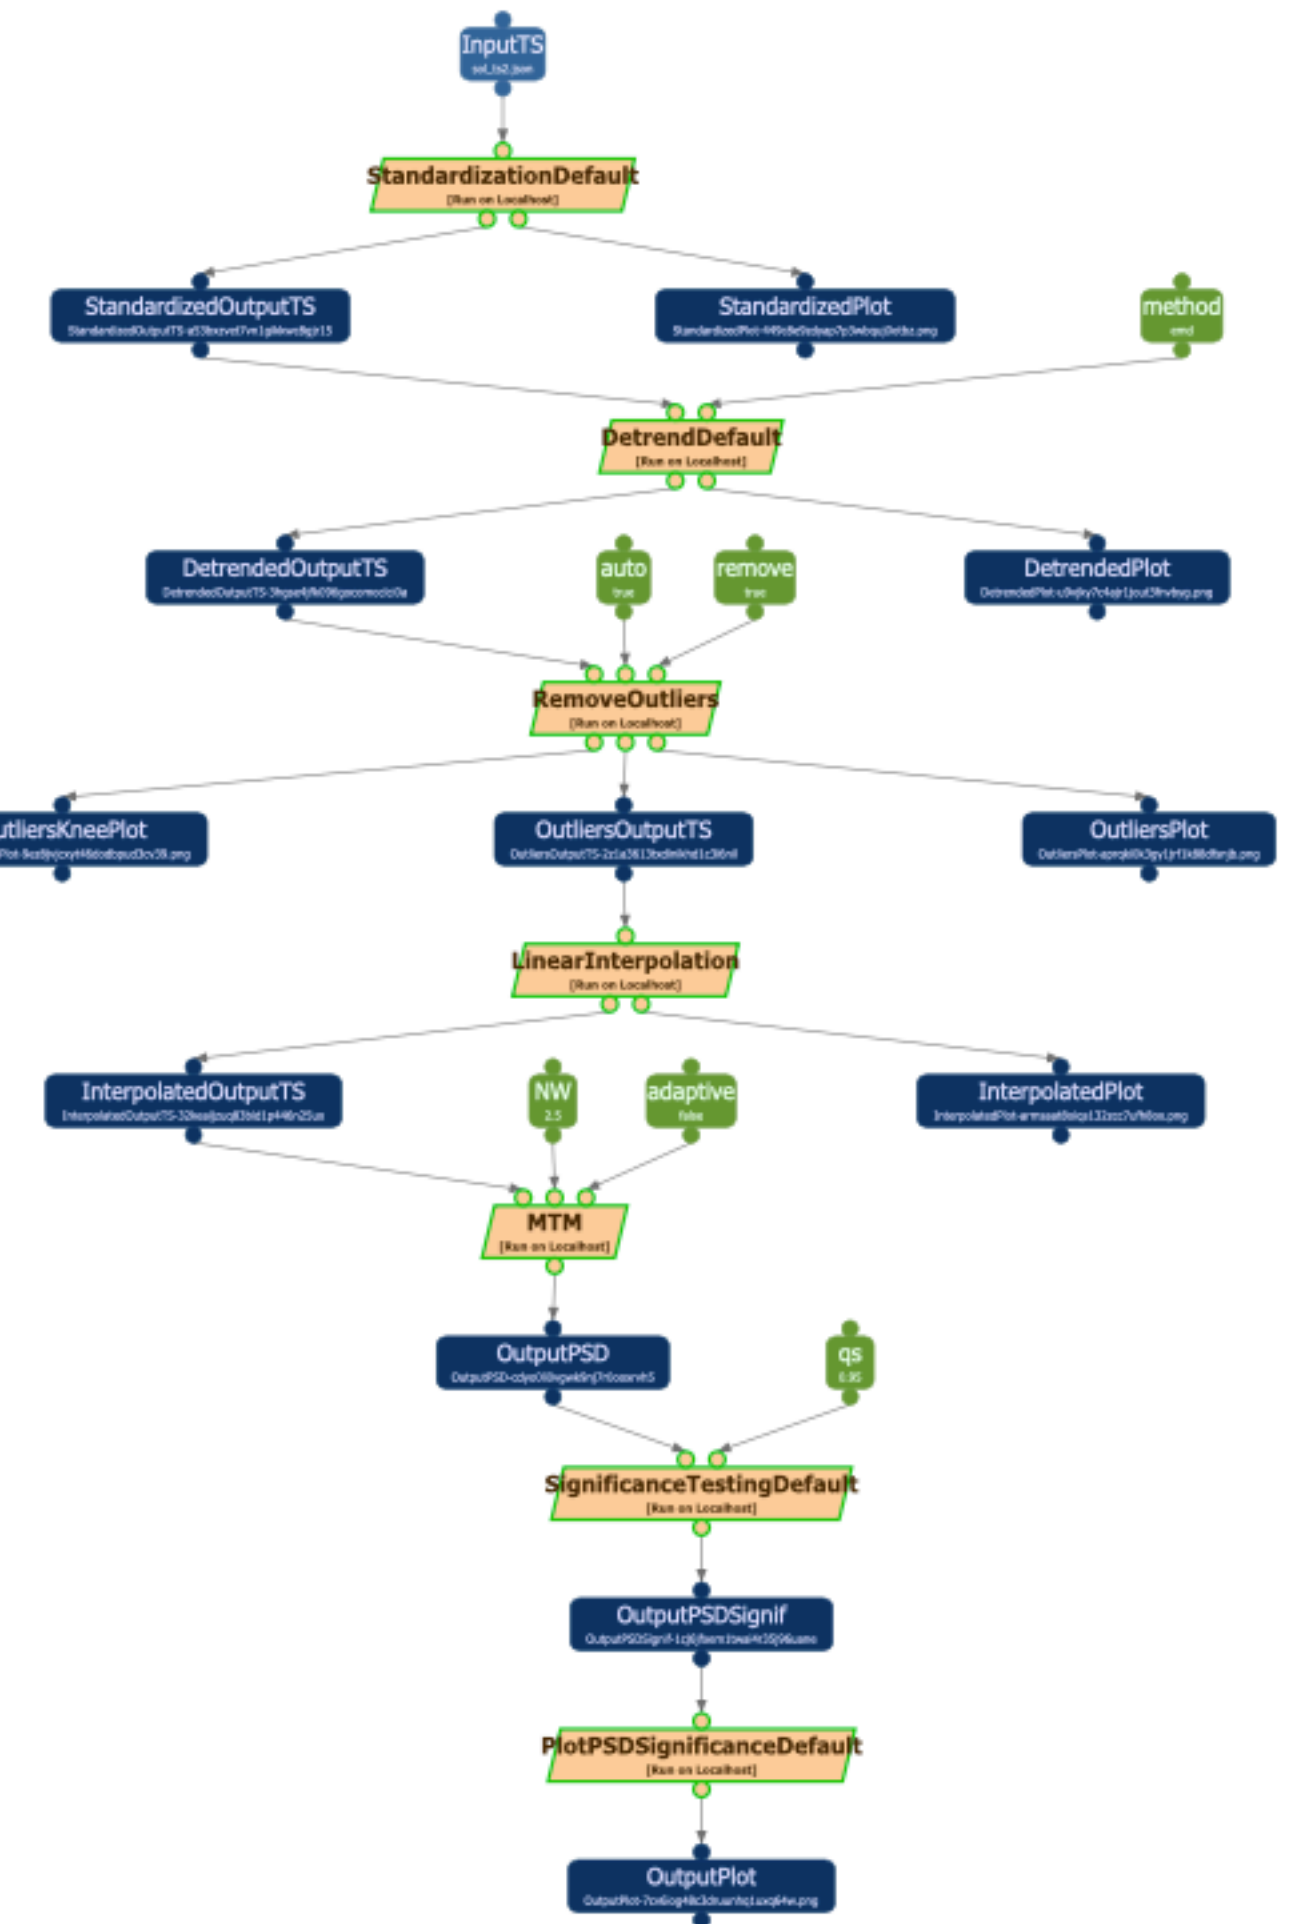 InputTS
StandardizationDefault
[Run on Localhost]
StandardizedOutputTS
StandardizedPlot
method
emd
DetrendDefault
[Run on Localhost]
DetrendedOutputTS
auto
true
remove
true
DetrendedPlot
RemoveOutliers
[Run on Localhost]
utliersKneePlot
OutliersOutputTS
OutliersPlot
LinearInterpolation
[Run on Localhost]
InterpolatedOutputTS
NW
2.5
adaptive
false
InterpolatedPlot
MTM
[Run on Localhost]
OutputPSD
qs
0.95
SignificanceTestingDefault
[Run on Localhost]
OutputPSDSignif
PlotPSDSignificanceDefault
[Run on Localhost]
OutputPlot